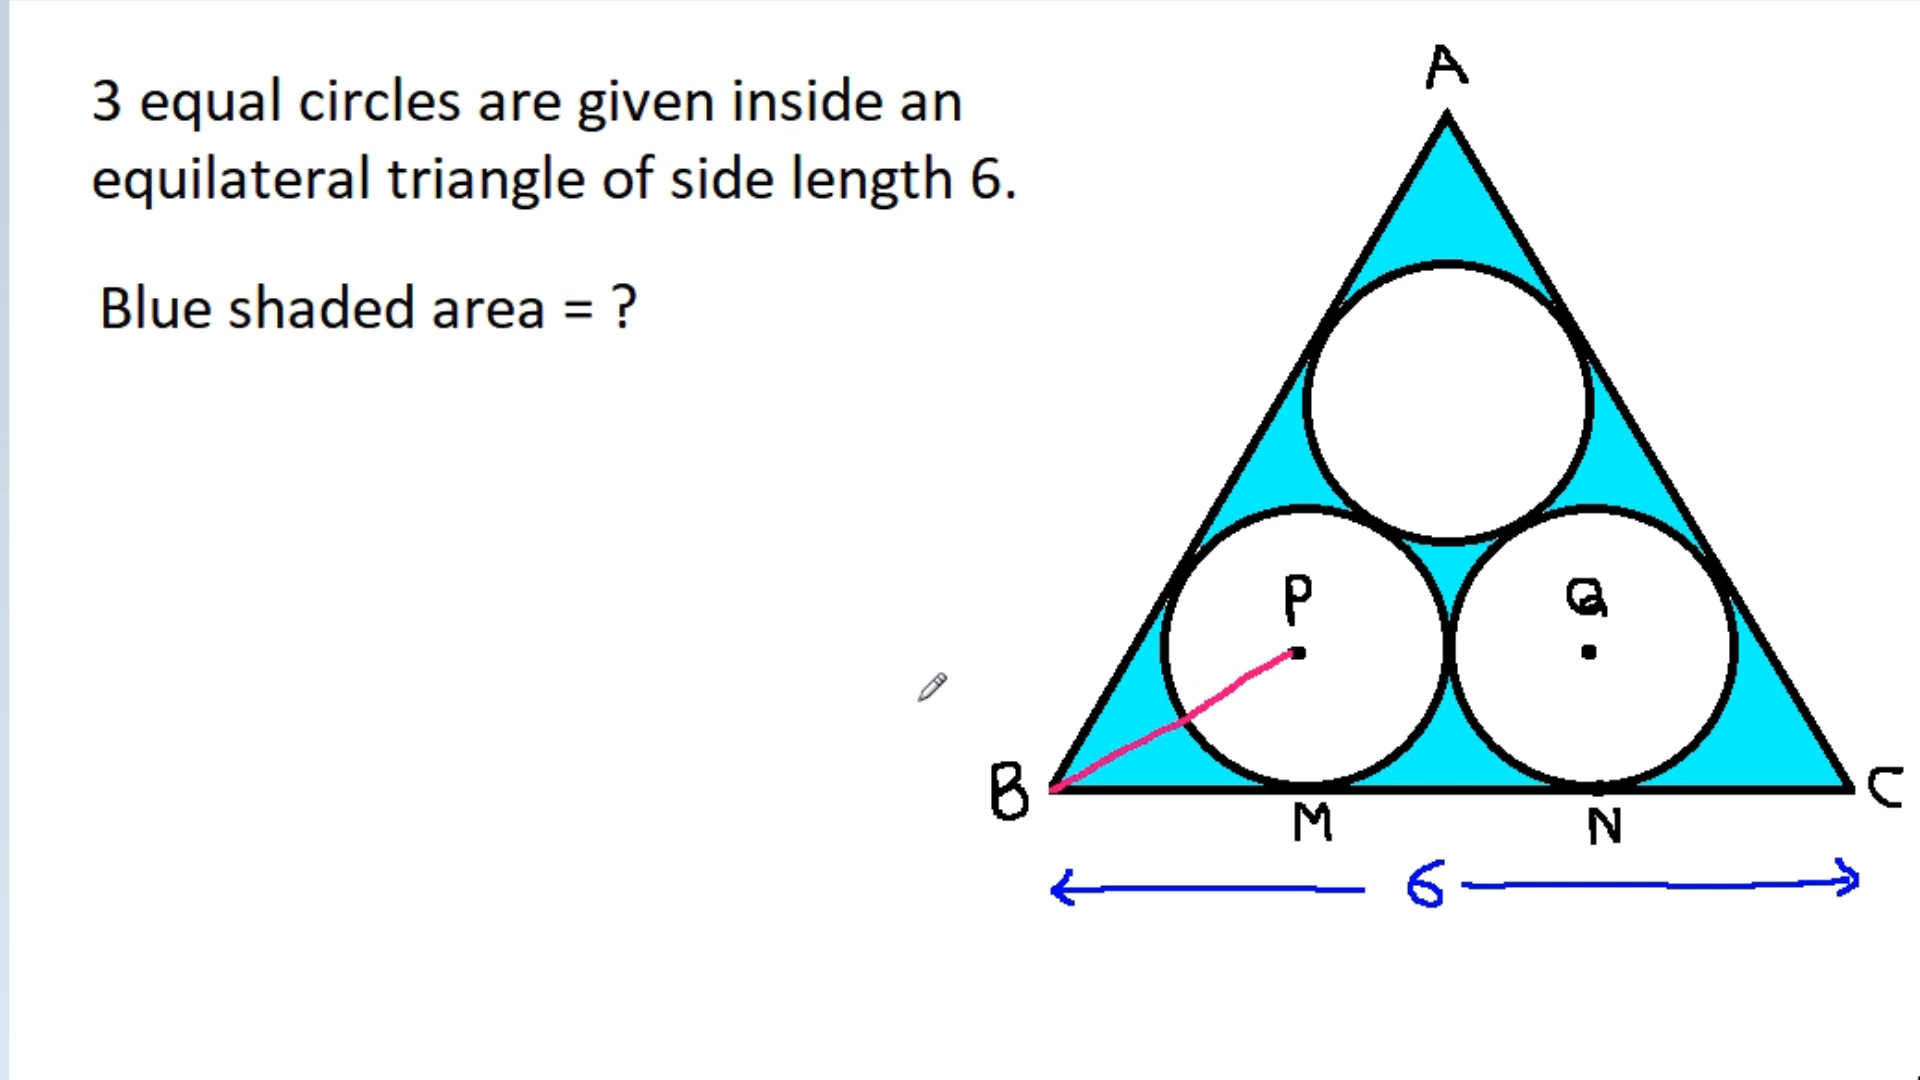 3 equal circles are given inside an
equilateral triangle of side length 6.
Blue shaded area = ?
A
P
Q
B
C
M
N
6